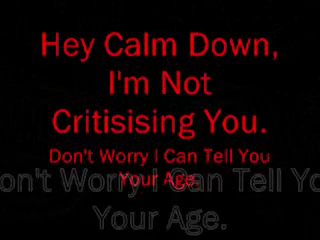 Hey Calm Down,
I'm Not
Critisising You.
Don't Worry I Can Tell You
Your Age.
on't Worry I Can Tell Yo
Your Age.